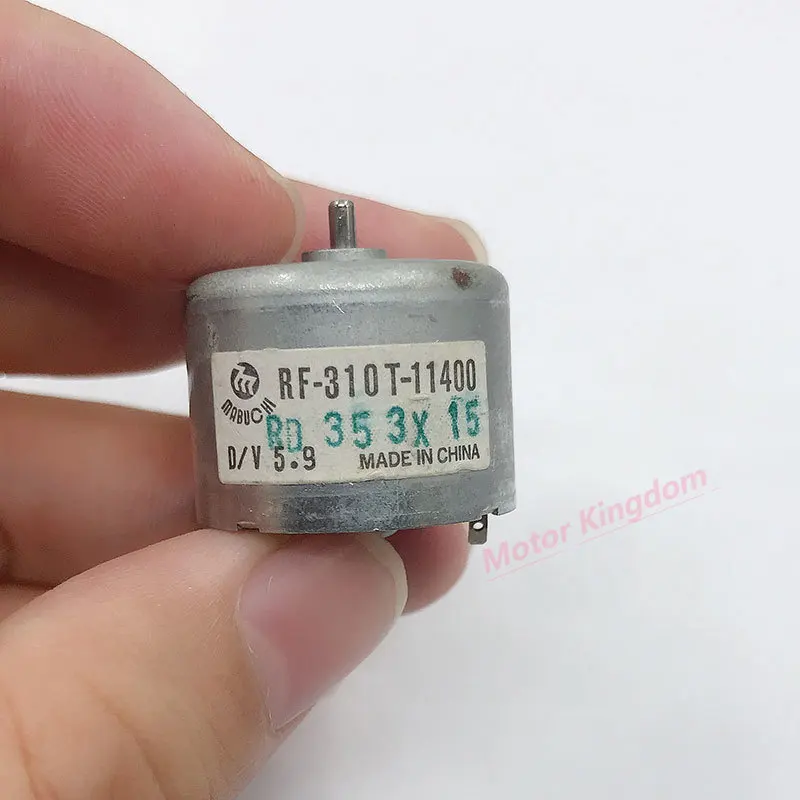 RF-310T-11400
MABUCHI
RD 353X 15
D/V 5.9 MADE IN CHINA
Motor Kingdom